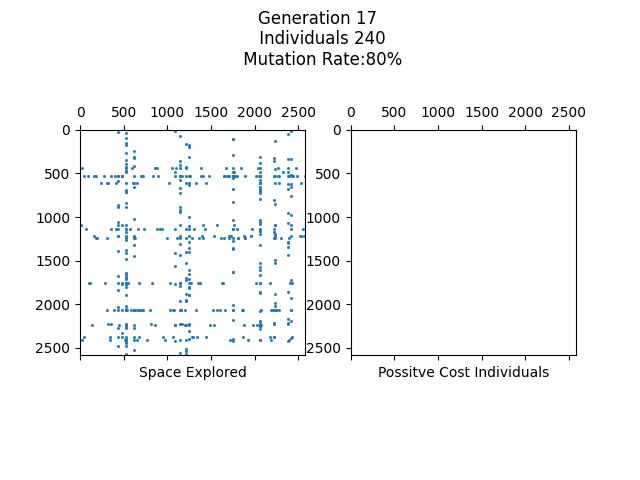 Generation 17
Individuals 240
Mutation Rate:80%
0 500 1000 1500 2000 2500
0 500 1000 1500 2000 2500
0
500
1000
1500
2000
2500
0
500
1000
1500
2000
2500
Space Explored
Possitve Cost Individuals